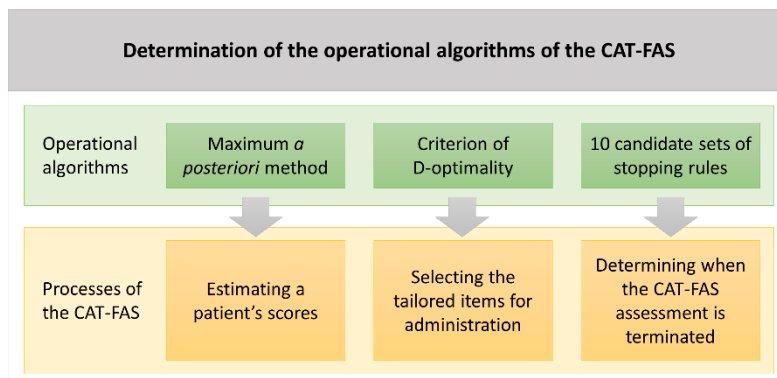 Determination of the operational algorithms of the CAT-FAS
Operational
algorithms
Maximum a
posteriori method
Criterion of
D-optimality
10 candidate sets of
stopping rules
Processes of
the CAT-FAS
Estimating a
patient's scores
Selecting the
tailored items for
administration
Determining when
the CAT-FAS
assessment is
terminated